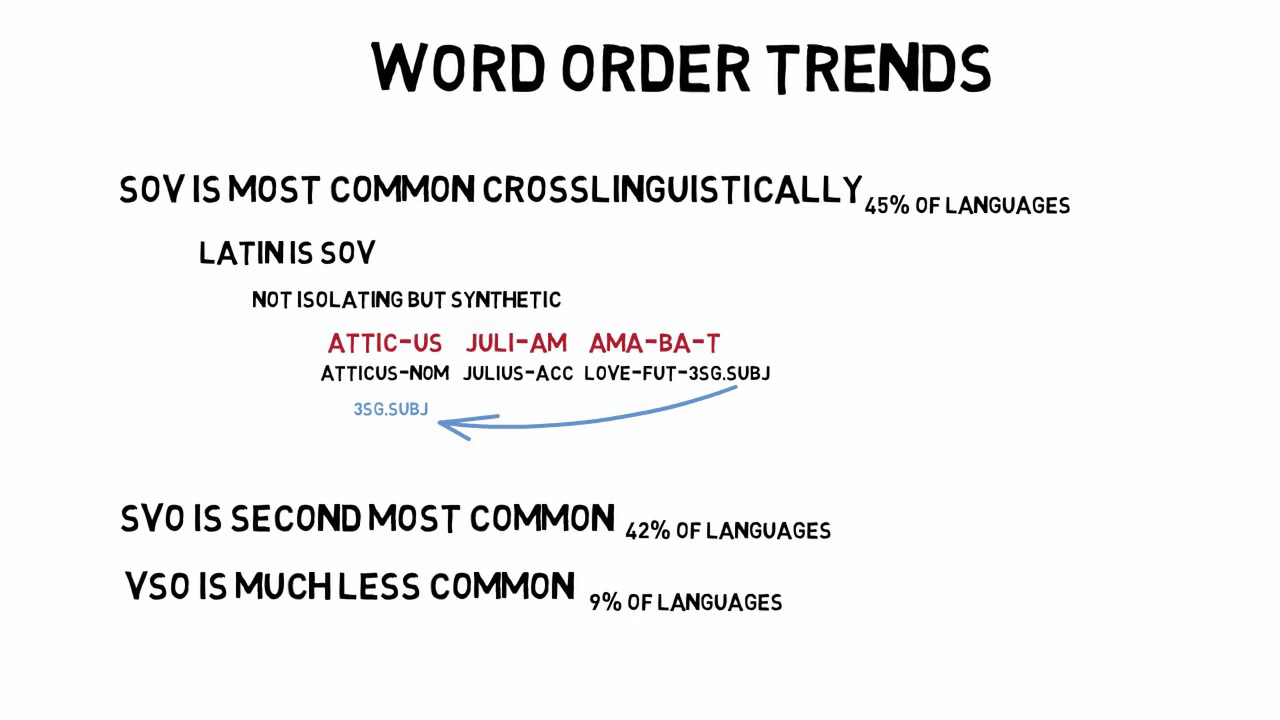 WORD ORDER TRENDS
SOV IS MOST COMMON CROSSLINGUISTICALLY 45% OF LANGUAGES
LATIN IS SOV
NOT ISOLATING BUT SYNTHETIC
ATTIC-US JULI-AM AMA-BA-T
ATTICUS-NOM JULIUS-ACC LOVE-FUT-3SG.SUBJ
3SG.SUBJ
SVO IS SECOND MOST COMMON 42% OF LANGUAGES
VSO IS MUCH LESS COMMON 9% OF LANGUAGES